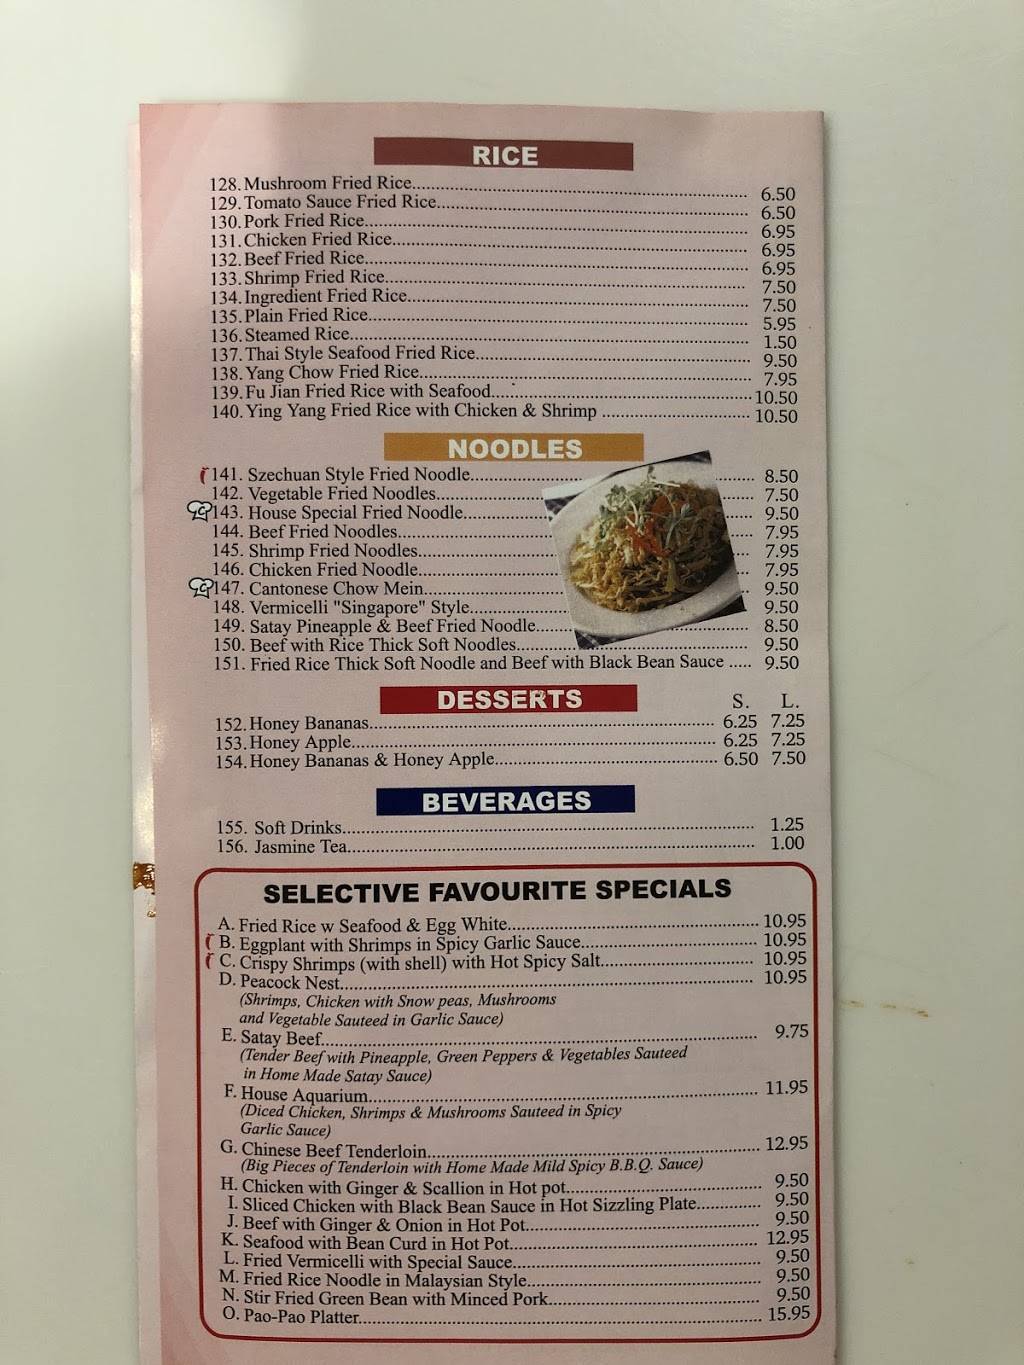 RICE
128. Mushroom Fried Rice........ 6.50
129. Tomato Sauce Fried Rice........ 6.50
130. Pork Fried Rice........ 6.95
131. Chicken Fried Rice........ 6.95
132. Beef Fried Rice........ 6.95
133. Shrimp Fried Rice........ 7.50
134. Ingredient Fried Rice........ 7.50
135. Plain Fried Rice........ 5.95
136. Steamed Rice........ 1.50
137. Thai Style Seafood Fried Rice........ 9.50
138. Yang Chow Fried Rice........ 7.95
139. Fu Jian Fried Rice with Seafood........ 10.50
140. Ying Yang Fried Rice with Chicken & Shrimp ........ 10.50
NOODLES
141. Szechuan Style Fried Noodle........ 8.50
142. Vegetable Fried Noodles........ 7.50
143. House Special Fried Noodle........ 9.50
144. Beef Fried Noodles........ 7.95
145. Shrimp Fried Noodles........ 7.95
146. Chicken Fried Noodle........ 7.95
147. Cantonese Chow Mein........ 9.50
148. Vermicelli "Singapore" Style........ 9.50
149. Satay Pineapple & Beef Fried Noodle........ 8.50
150. Beef with Rice Thick Soft Noodles........ 9.50
151. Fried Rice Thick Soft Noodle and Beef with Black Bean Sauce ..... 9.50
DESSERTS S. L.
152. Honey Bananas........ 6.25 7.25
153. Honey Apple........ 6.25 7.25
154. Honey Bananas & Honey Apple........ 6.50 7.50
BEVERAGES
155. Soft Drinks........ 1.25
156. Jasmine Tea........ 1.00
SELECTIVE FAVOURITE SPECIALS
A. Fried Rice w Seafood & Egg White........ 10.95
B. Eggplant with Shrimps in Spicy Garlic Sauce........ 10.95
C. Crispy Shrimps (with shell) with Hot Spicy Salt........ 10.95
D. Peacock Nest........ 10.95
(Shrimps, Chicken with Snow peas, Mushrooms
and Vegetable Sauteed in Garlic Sauce)
E. Satay Beef........ 9.75
(Tender Beef with Pineapple, Green Peppers & Vegetables Sauteed
in Home Made Satay Sauce)
F. House Aquarium........ 11.95
(Diced Chicken, Shrimps & Mushrooms Sauteed in Spicy
Garlic Sauce)
G. Chinese Beef Tenderloin........ 12.95
(Big Pieces of Tenderloin with Home Made Mild Spicy B.B.Q. Sauce)
H. Chicken with Ginger & Scallion in Hot pot........ 9.50
I. Sliced Chicken with Black Bean Sauce in Hot Sizzling Plate........ 9.50
J. Beef with Ginger & Onion in Hot Pot........ 9.50
K. Seafood with Bean Curd in Hot Pot........ 12.95
L. Fried Vermicelli with Special Sauce........ 9.50
M. Fried Rice Noodle in Malaysian Style........ 9.50
N. Stir Fried Green Bean with Minced Pork........ 9.50
O. Pao-Pao Platter........ 15.95